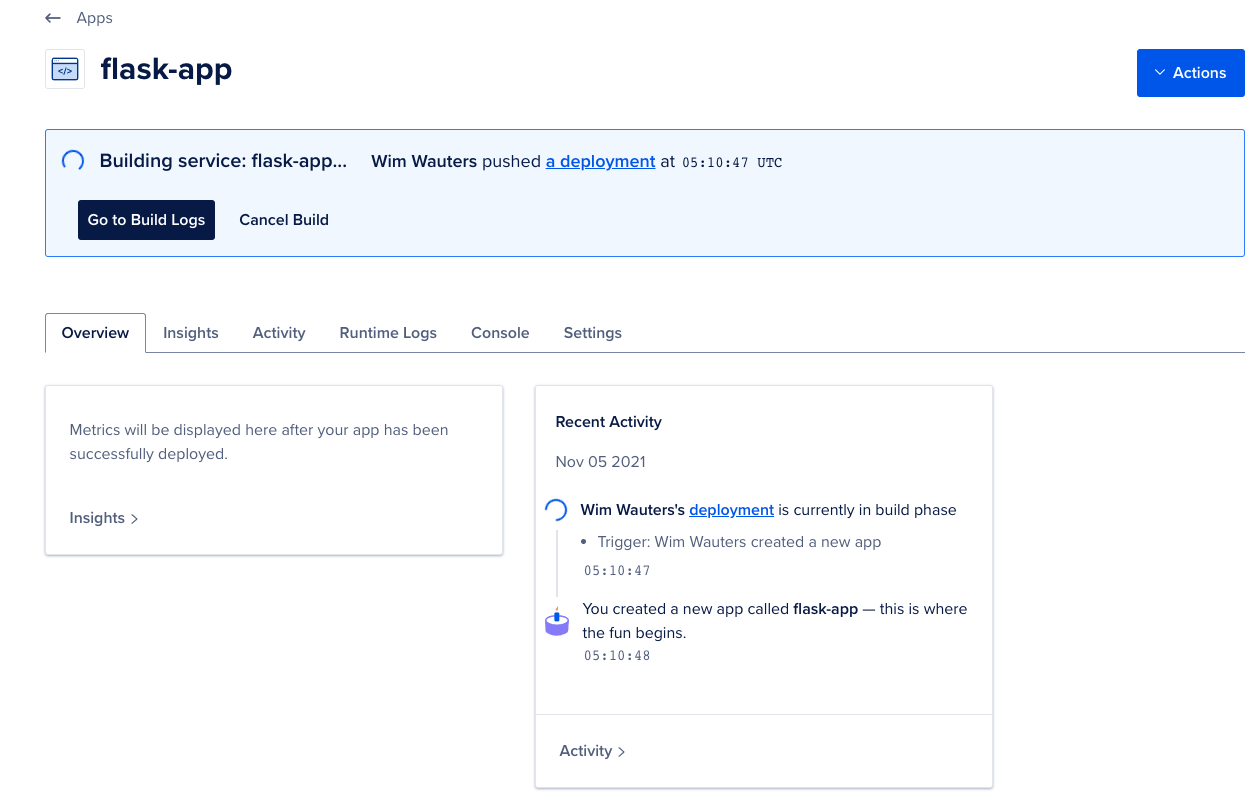 ← Apps
</> flask-app
Actions
Building service: flask-app... Wim Wauters pushed a deployment at 05:10:47 UTC
Go to Build Logs Cancel Build
Overview Insights Activity Runtime Logs Console Settings
Metrics will be displayed here after your app has been
successfully deployed.
Insights >
Recent Activity
Nov 05 2021
Wim Wauters's deployment is currently in build phase
• Trigger: Wim Wauters created a new app
05:10:47
You created a new app called flask-app — this is where
the fun begins.
05:10:48
Activity >